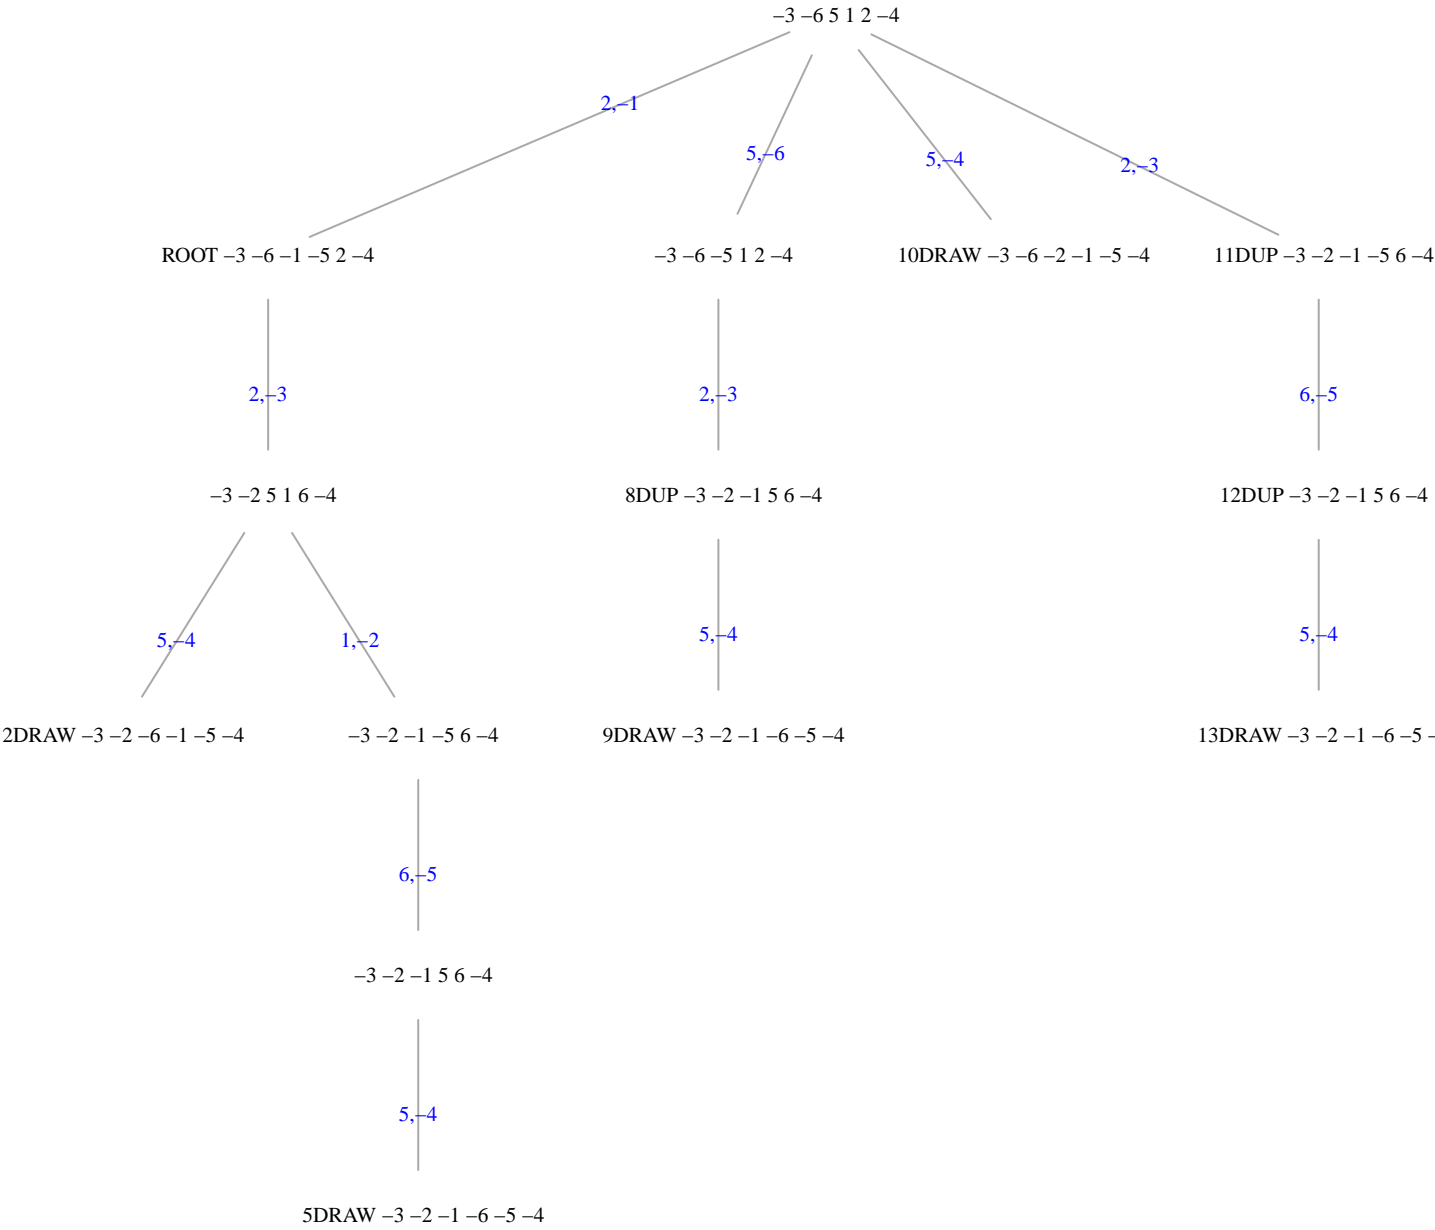 –3 –6 5 1 2 –4
2,–1
5,–6
5,–4
2,–3
ROOT –3 –6 –1 –5 2 –4
–3 –6 –5 1 2 –4
10DRAW –3 –6 –2 –1 –5 –4
11DUP –3 –2 –1 –5 6 –4
2,–3
2,–3
6,–5
–3 –2 5 1 6 –4
8DUP –3 –2 –1 5 6 –4
12DUP –3 –2 –1 5 6 –4
5,–4
1,–2
5,–4
5,–4
2DRAW –3 –2 –6 –1 –5 –4
–3 –2 –1 –5 6 –4
9DRAW –3 –2 –1 –6 –5 –4
13DRAW –3 –2 –1 –6 –5 –
6,–5
–3 –2 –1 5 6 –4
5,–4
5DRAW –3 –2 –1 –6 –5 –4